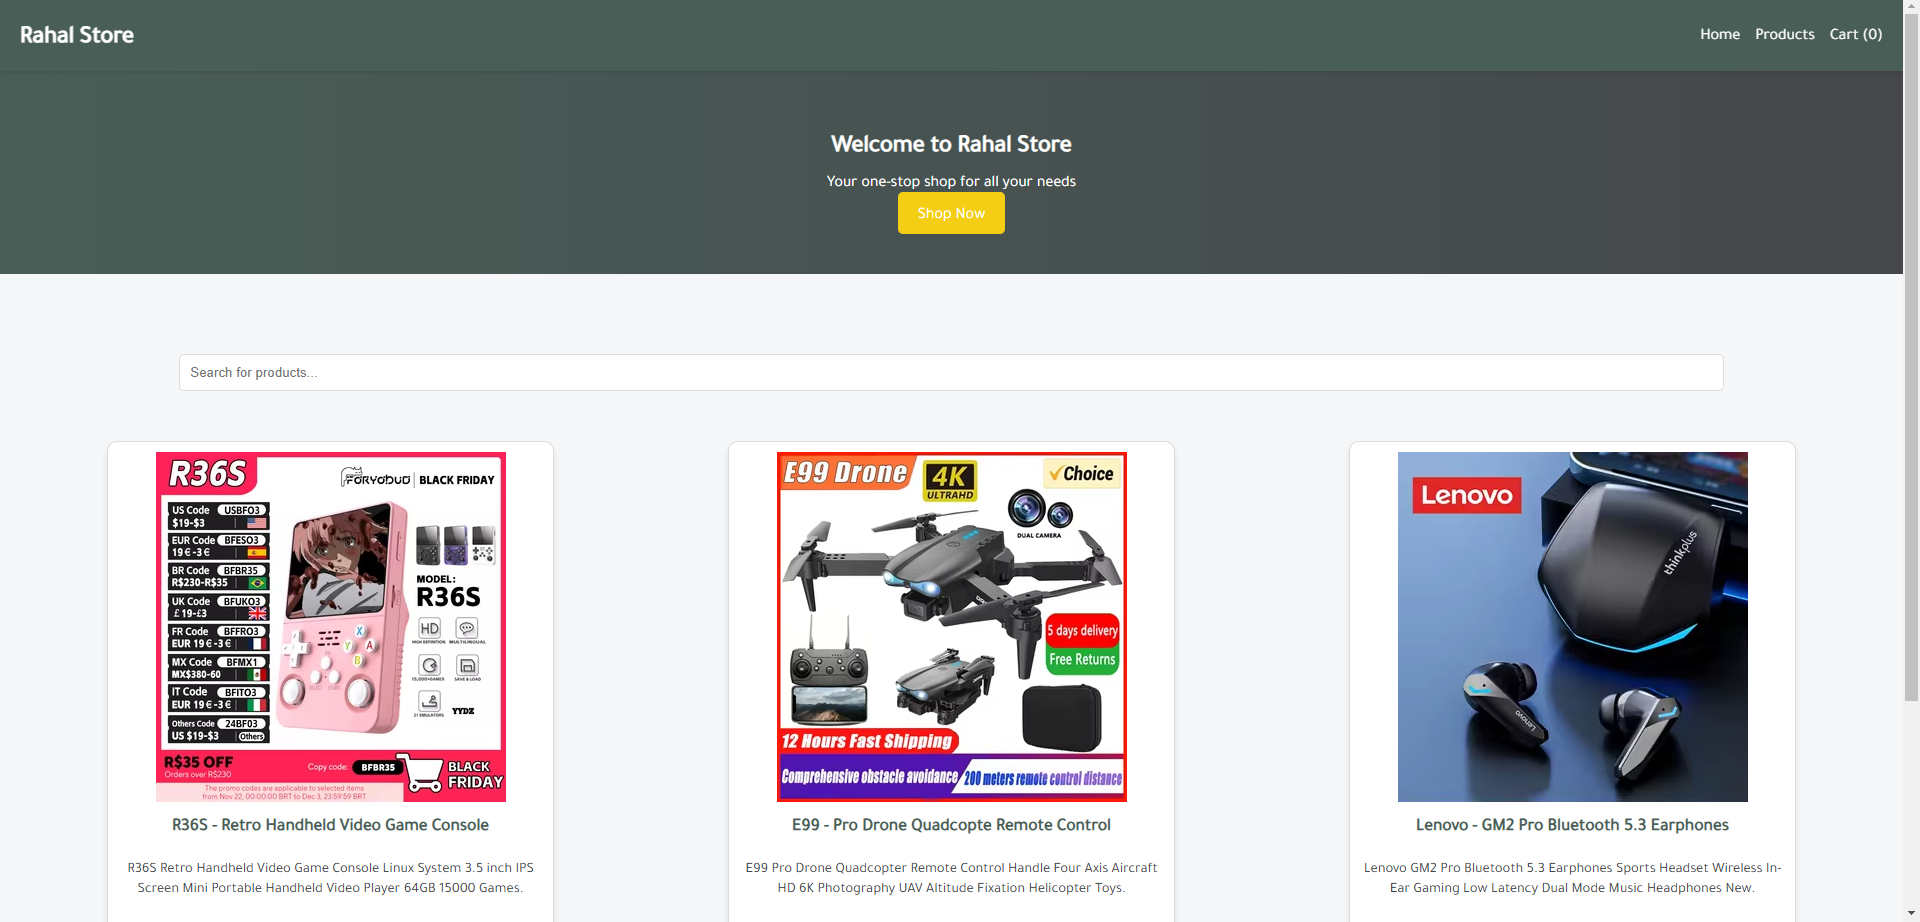 Rahal Store
Home Products Cart (0)
Welcome to Rahal Store
Your one-stop shop for all your needs
Shop Now
Search for products...
R36S
FORYOBUD | BLACK FRIDAY
US Code USBFO3
$19-$3
EUR Code BFESO3
19€-3€
BR Code BFBR35
R$230-R$35
UK Code BFUKO3
£19-£3
FR Code BFFRO3
EUR 19€-3€
MX Code BFMX1
MX$380-60
IT Code BFITO3
EUR 19€-3€
Others Code 24BF03
US $19-$3 Others
MODEL:
R36S
HD
HIGH DEFINITION MULTILINGUAL
15,000+GAMES SAVE & LOAD
21 EMULATORS
YYDZ
X
Y A
B
R$35 OFF
Orders over R$230
Copy code: BFBR35
BLACK
FRIDAY
The promo codes are applicable to selected items
from Nov 22, 00:00:00 BRT to Dec 3, 23:59:59 BRT
R36S - Retro Handheld Video Game Console
R36S Retro Handheld Video Game Console Linux System 3.5 inch IPS
Screen Mini Portable Handheld Video Player 64GB 15000 Games.
E99 Drone
4K
ULTRAHD
Choice
DUAL CAMERA
5 days delivery
Free Returns
12 Hours Fast Shipping
Comprehensive obstacle avoidance
200 meters remote control distance
E99 - Pro Drone Quadcopte Remote Control
E99 Pro Drone Quadcopter Remote Control Handle Four Axis Aircraft
HD 6K Photography UAV Altitude Fixation Helicopter Toys.
Lenovo
thinkplus
Lenovo
Lenovo - GM2 Pro Bluetooth 5.3 Earphones
Lenovo GM2 Pro Bluetooth 5.3 Earphones Sports Headset Wireless In-
Ear Gaming Low Latency Dual Mode Music Headphones New.